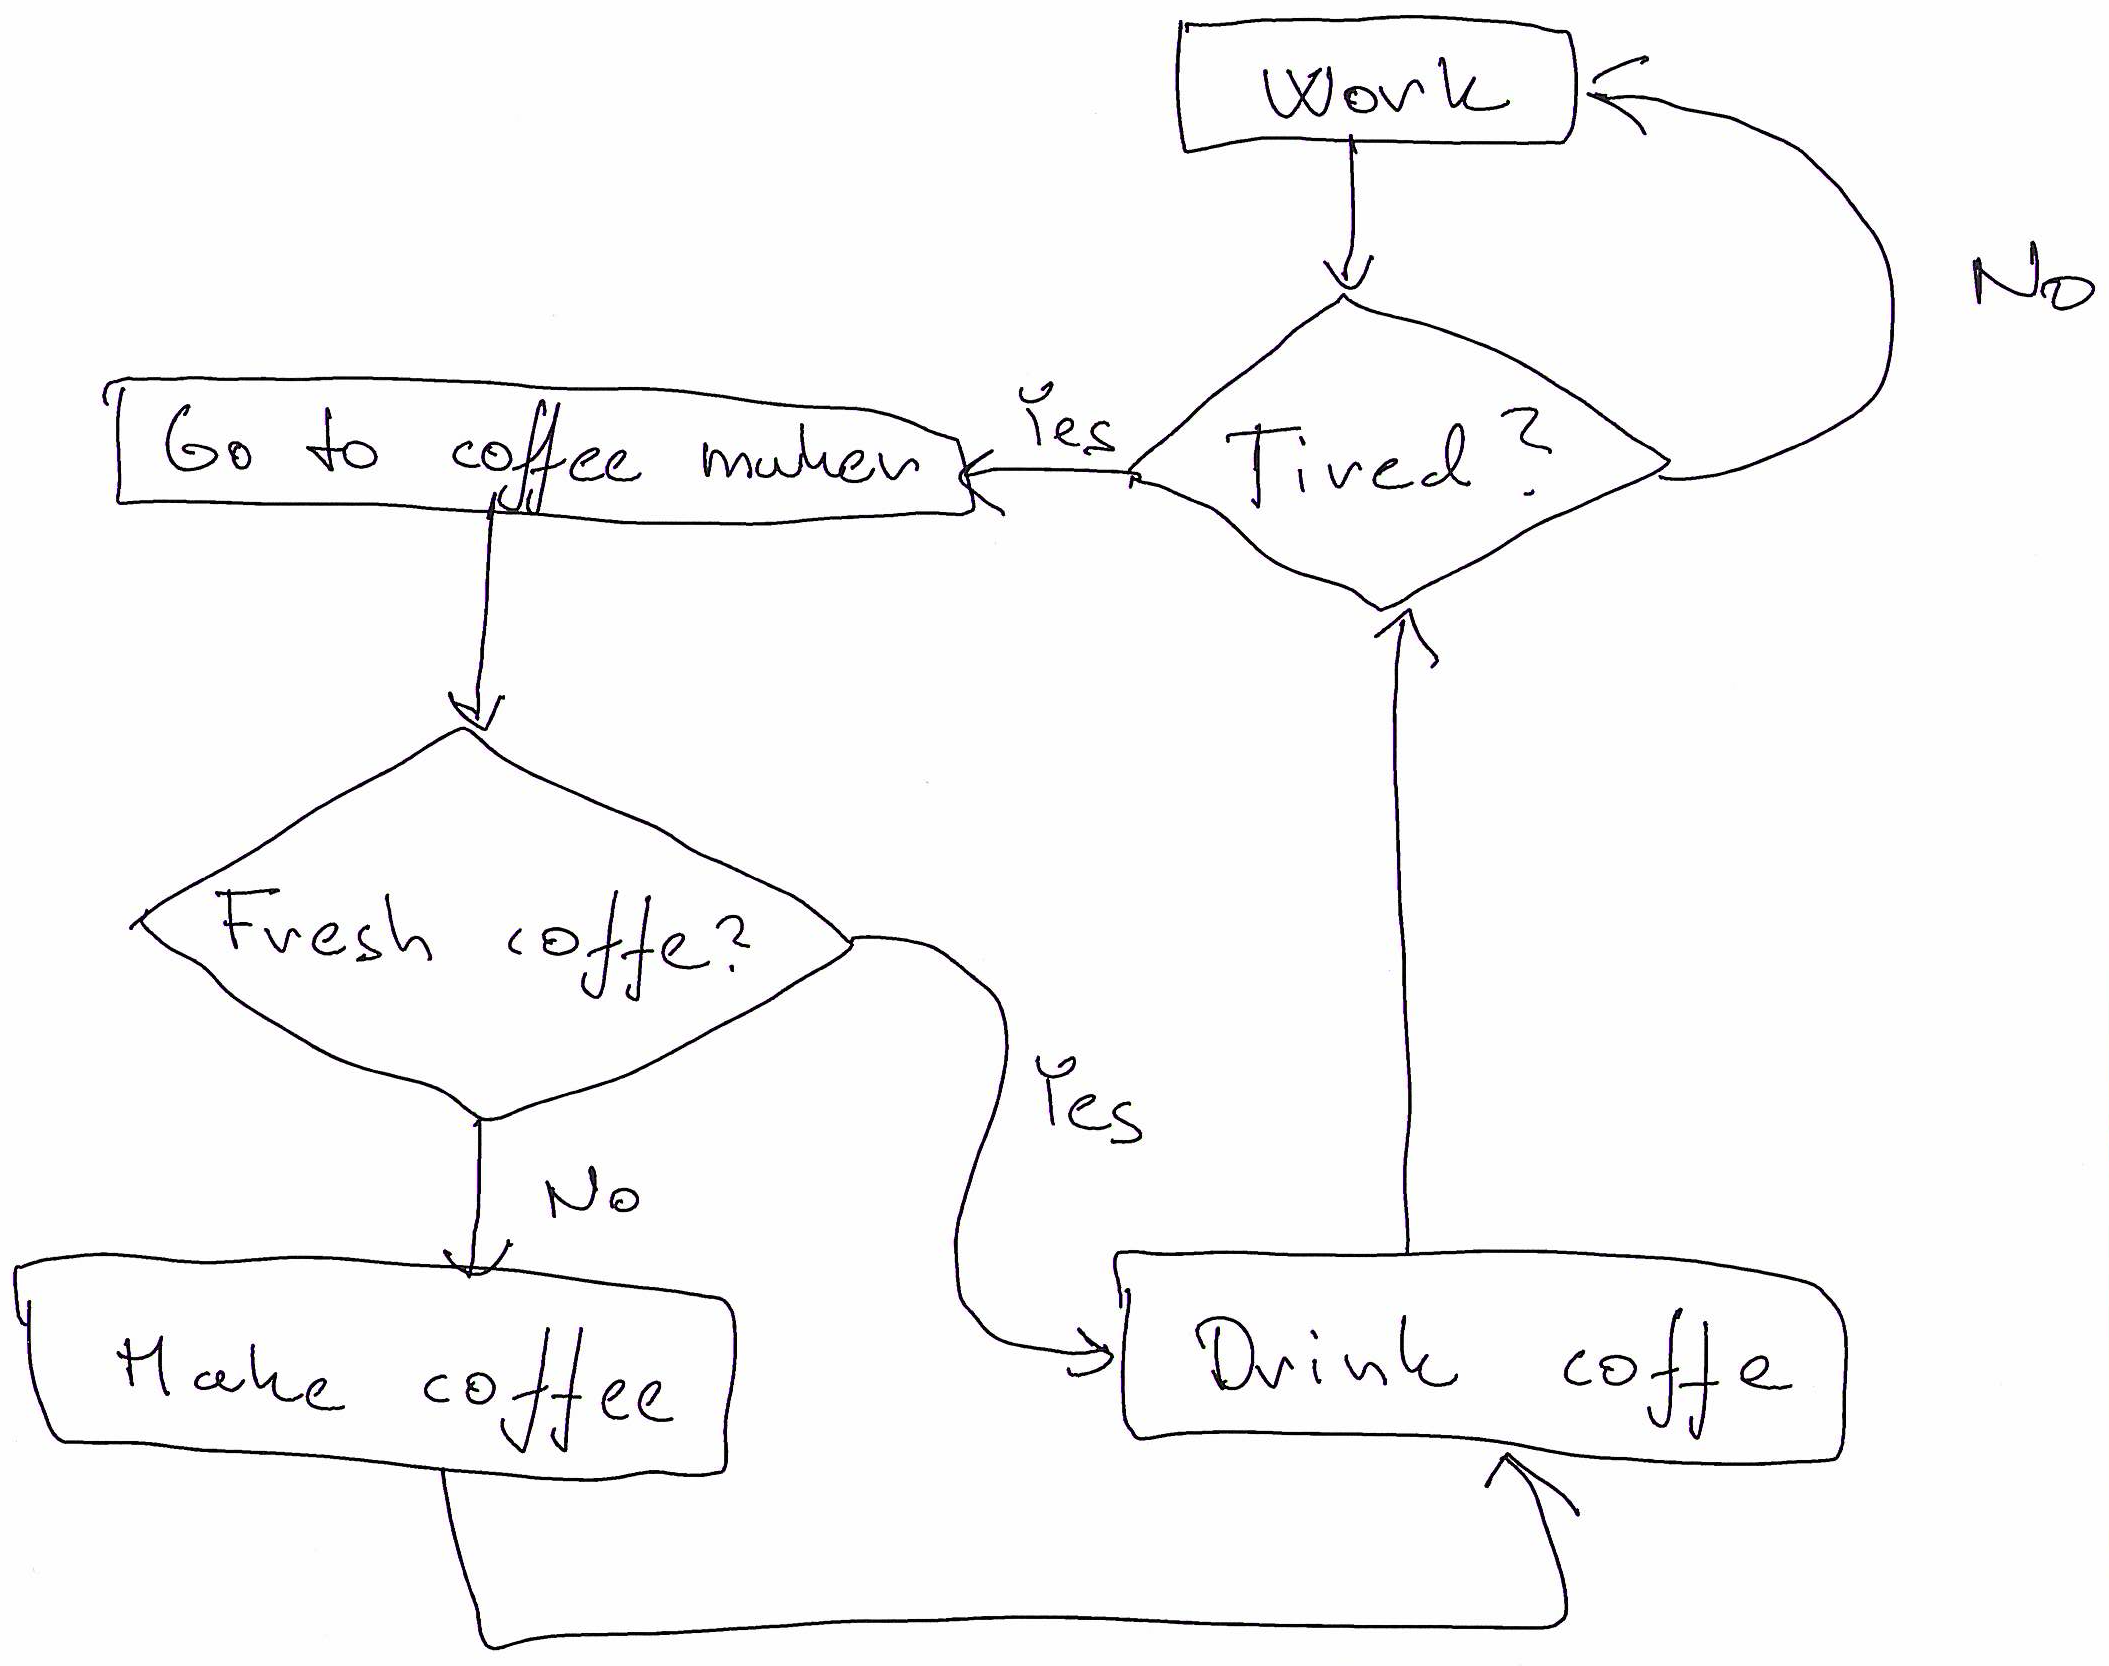 Work
No
Yes
Tired?
Go to coffee maker
Fresh coffe?
Yes
No
Make coffee
Drink coffe